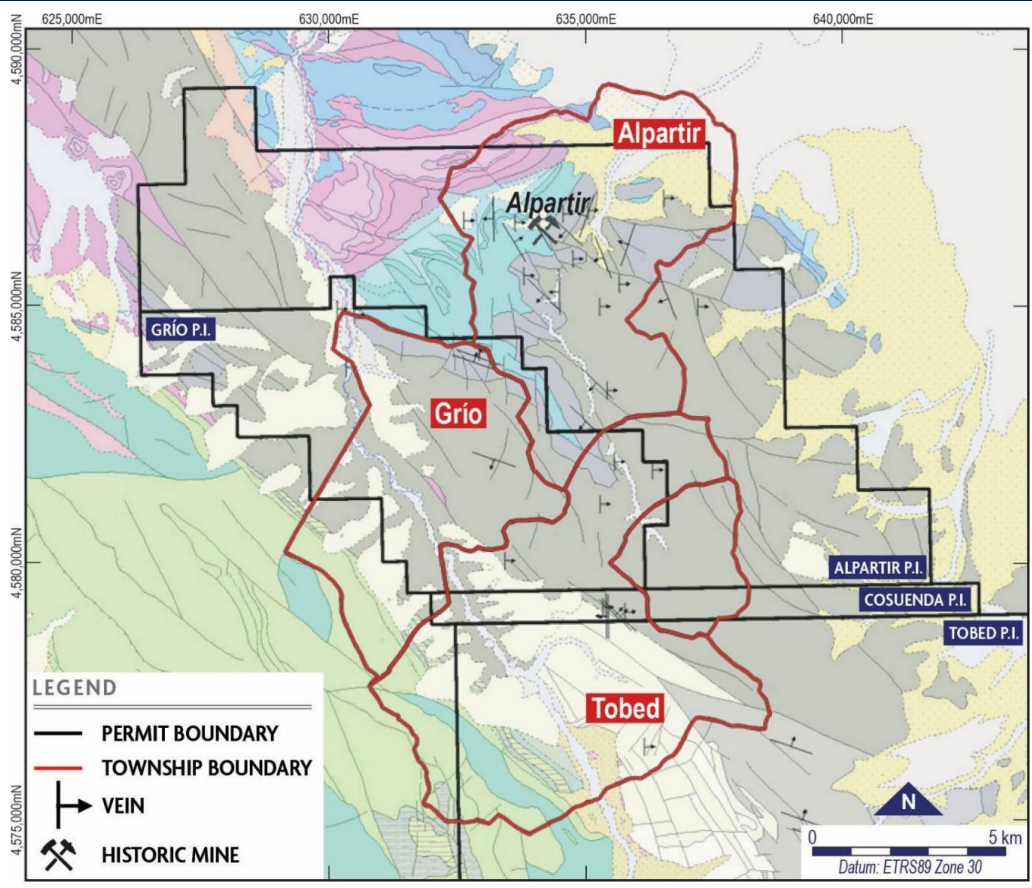 625,000mE
630,000mE
635,000mE
640,000mE
4,590,000mN
Alpartir
Alpartir
4,585,000mN
GRÍO P.I.
Grío
4,580,000mN
ALPARTIR P.I.
COSUENDA P.I.
TOBED P.I.
Tobed
LEGEND
PERMIT BOUNDARY
TOWNSHIP BOUNDARY
VEIN
HISTORIC MINE
4,575,000mN
N
0
5 km
Datum: ETRS89 Zone 30